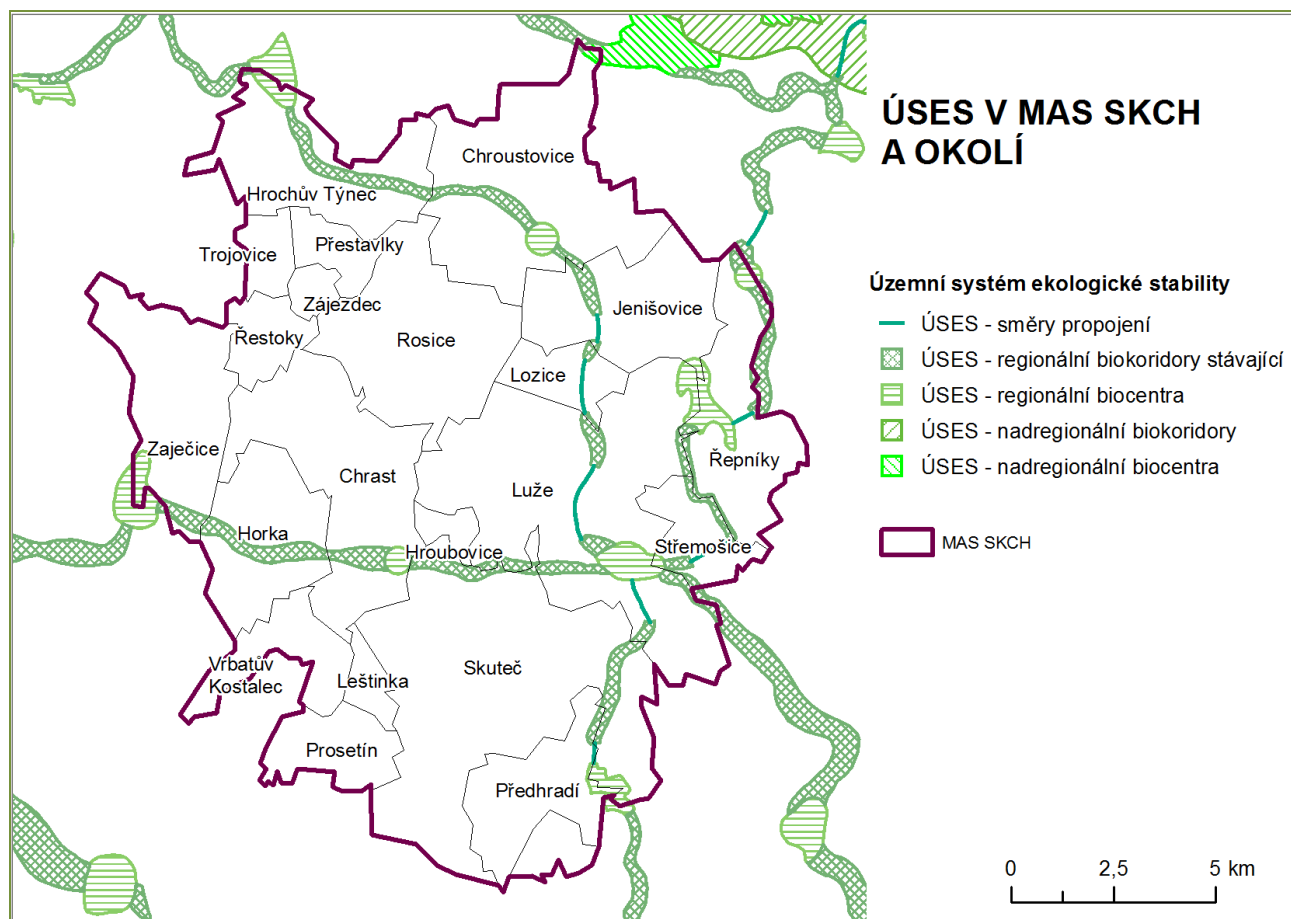 ÚSES V MAS SKCH
A OKOLÍ
Chroustovice
Hrochův Týnec
Trojovice
Přestavlky
Zájezdec
Řestoky
Rosice
Jenišovice
Lozice
Zaječice
Chrast
Luže
Řepníky
Horka
Hroubovice
Střemošice
Vrbatův
Kostalec
Leštinka
Skuteč
Prosetín
Předhradí
Územní systém ekologické stability
ÚSES - směry propojení
ÚSES - regionální biokoridory stávající
ÚSES - regionální biocentra
ÚSES - nadregionální biokoridory
ÚSES - nadregionální biocentra
MAS SKCH
0 2,5 5 km